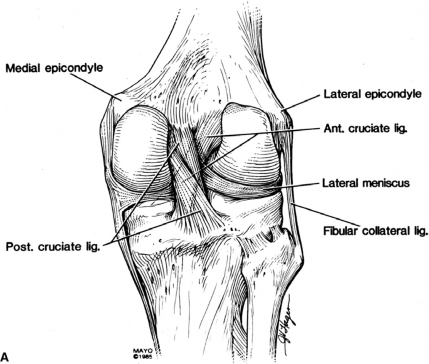 Medial epicondyle
Lateral epicondyle
Ant. cruciate lig.
Lateral meniscus
Fibular collateral lig.
Post. cruciate lig.
MAYO
©1985
A